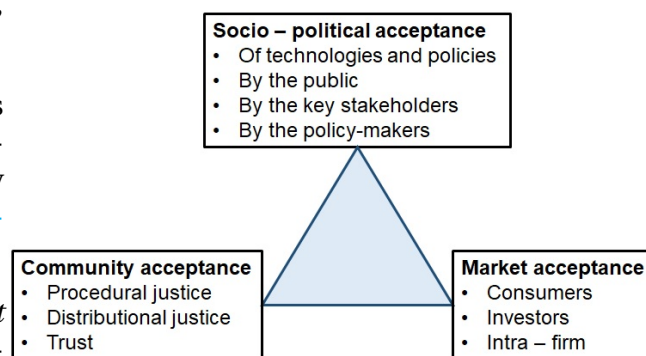 Socio – political acceptance
• Of technologies and policies
• By the public
• By the key stakeholders
• By the policy-makers
Community acceptance
• Procedural justice
• Distributional justice
• Trust
Market acceptance
• Consumers
• Investors
• Intra – firm